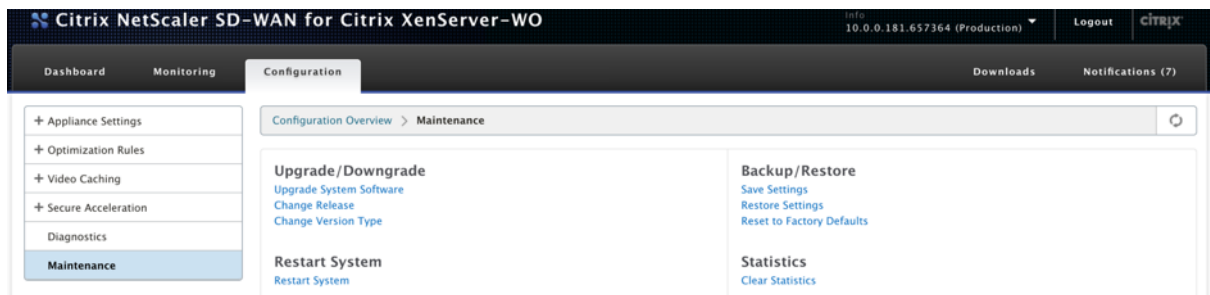 Citrix NetScaler SD-WAN for Citrix XenServer-WO
Info
10.0.0.181.657364 (Production)
Logout
CİTRIX
Dashboard
Monitoring
Configuration
Downloads
Notifications (7)
+ Appliance Settings
+ Optimization Rules
+ Video Caching
+ Secure Acceleration
Diagnostics
Maintenance
Configuration Overview > Maintenance
Upgrade/Downgrade
Upgrade System Software
Change Release
Change Version Type
Restart System
Restart System
Backup/Restore
Save Settings
Restore Settings
Reset to Factory Defaults
Statistics
Clear Statistics